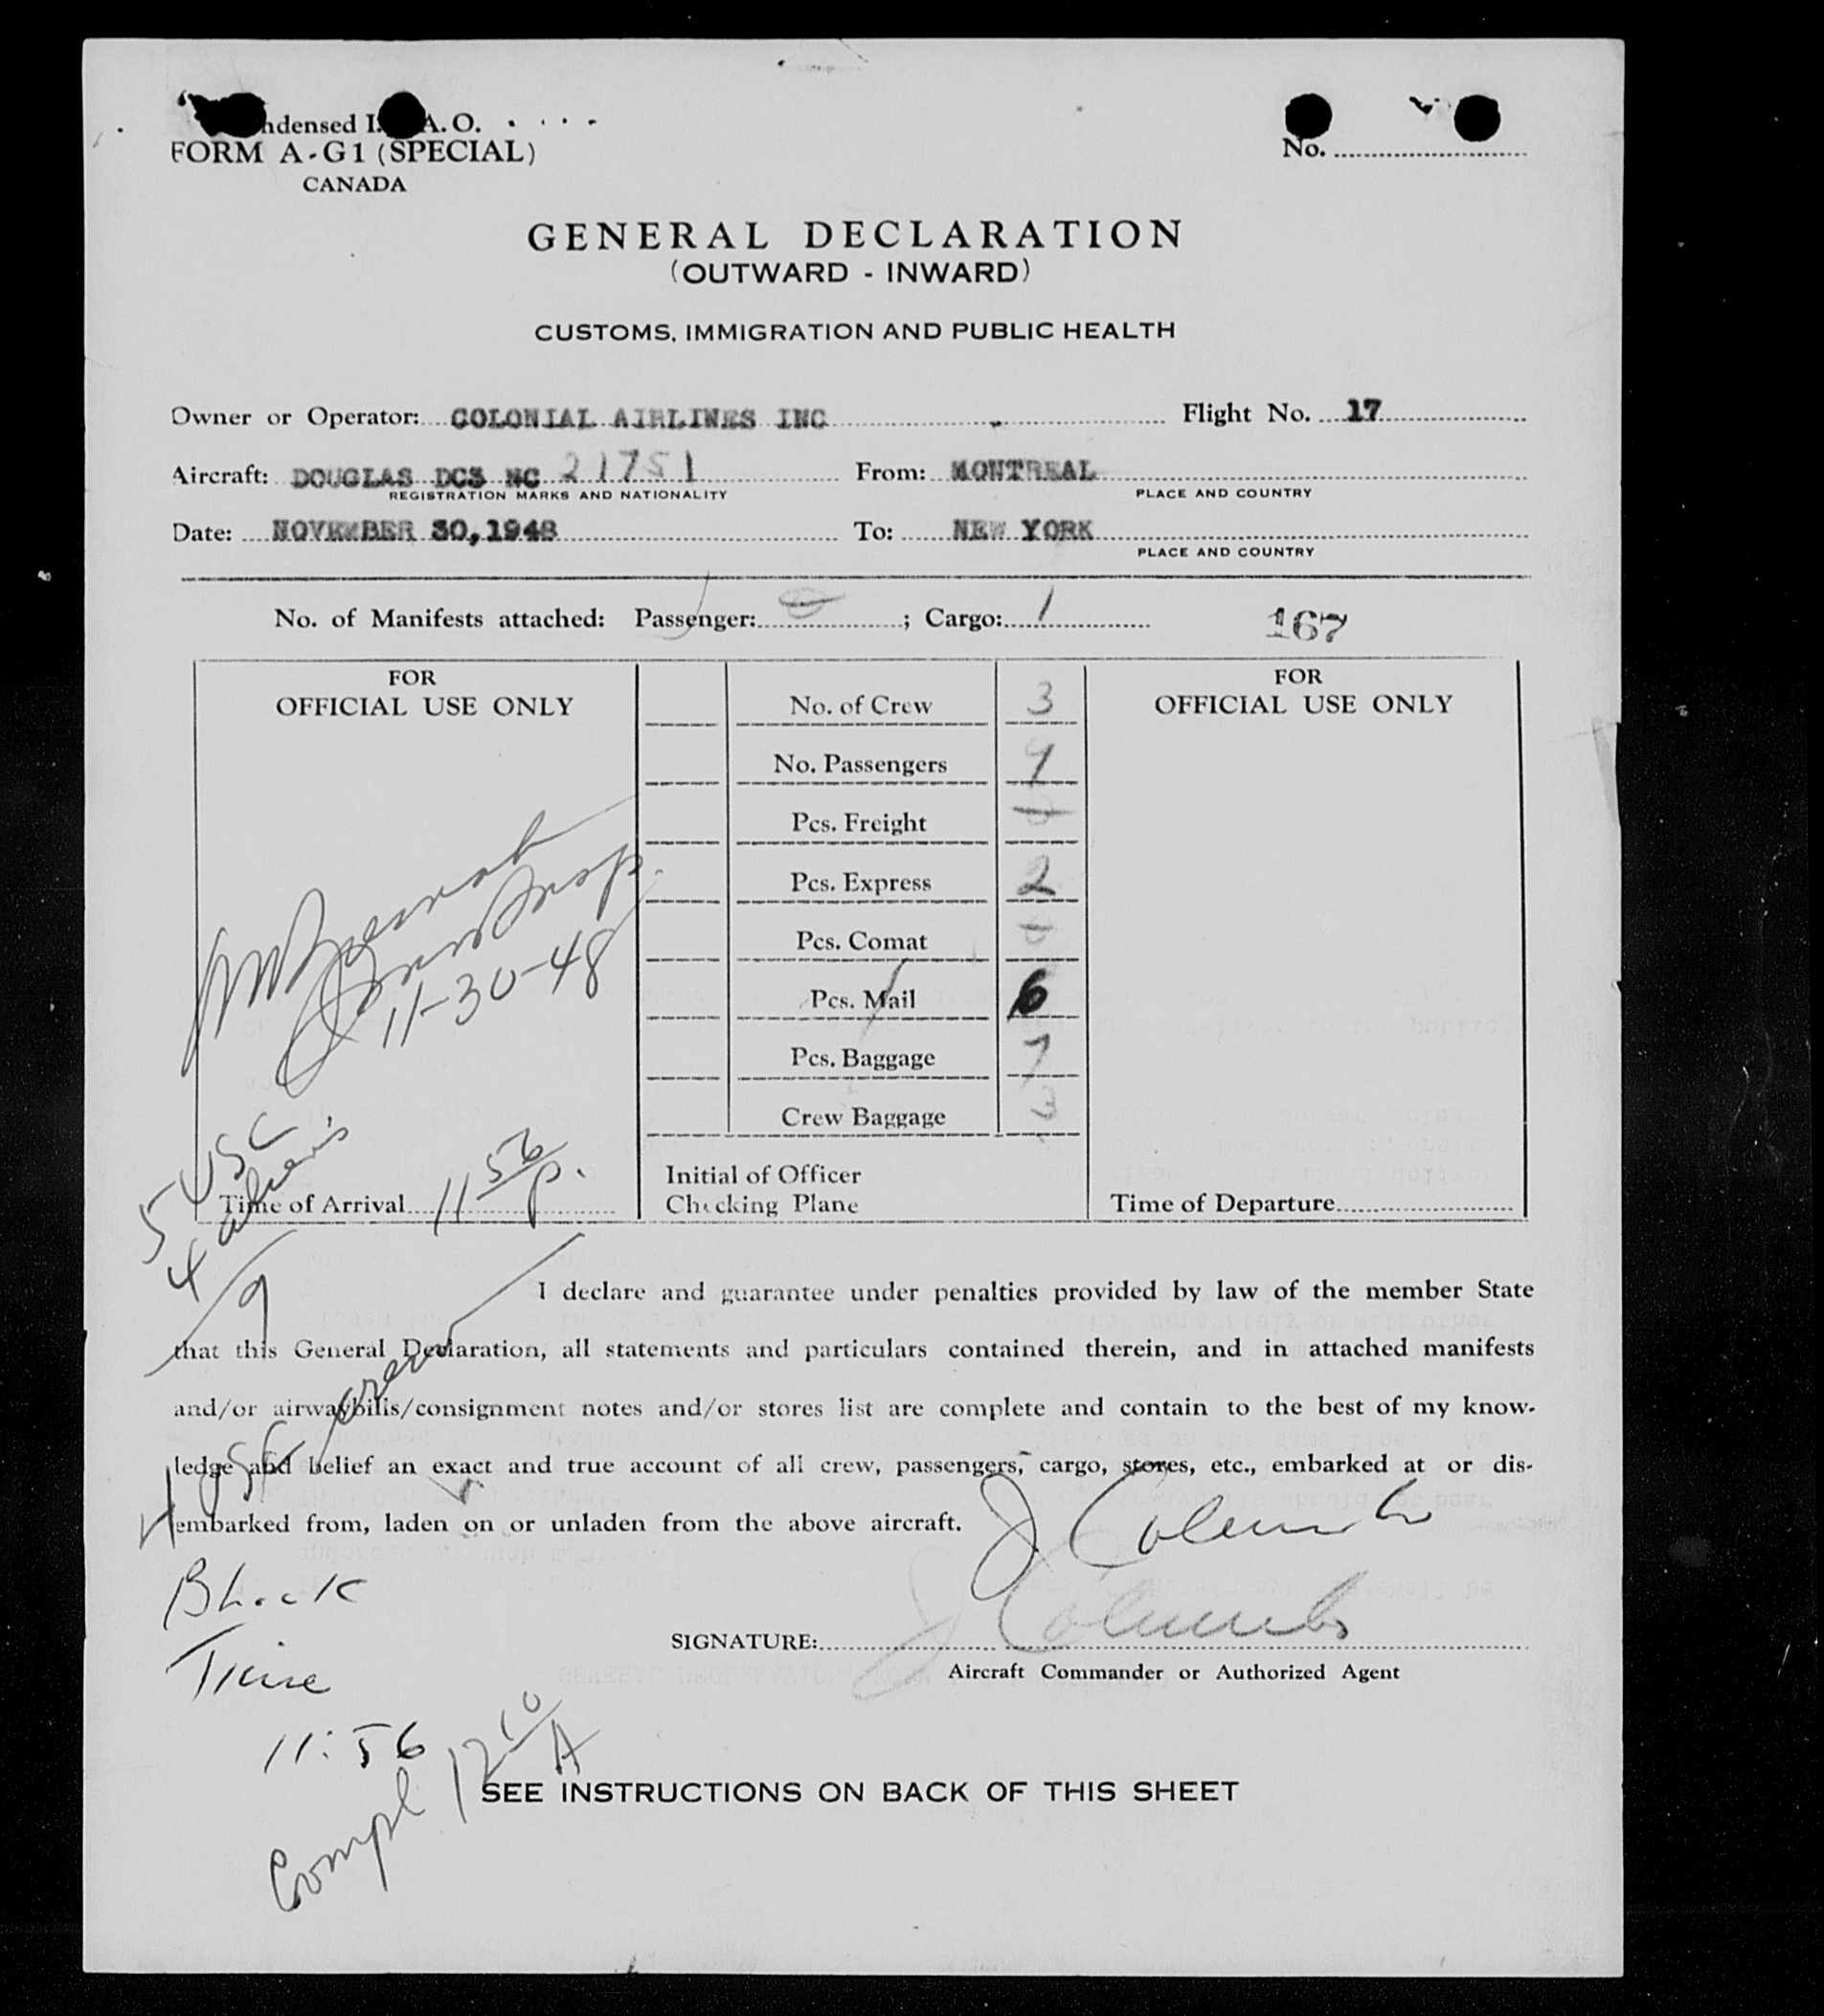 ndensed I. A.O.
FORM A-G1 (SPECIAL)
CANADA
No.
GENERAL DECLARATION
(OUTWARD - INWARD)
CUSTOMS, IMMIGRATION AND PUBLIC HEALTH
Owner or Operator: COLONIAL AIRLINES INC Flight No. 17
Aircraft: DOUGLAS DC3 NC 21751 From: MONTREAL
REGISTRATION MARKS AND NATIONALITY PLACE AND COUNTRY
Date: NOVEMBER 30,1948 To: NEW YORK
PLACE AND COUNTRY
No. of Manifests attached: Passenger: 0 ; Cargo: 1 167
FOR
OFFICIAL USE ONLY
No. of Crew 3
No. Passengers 9
Pcs. Freight
Pcs. Express 2
Pcs. Comat
Pcs. Mail 6
Pcs. Baggage 7
Crew Baggage 3
FOR
OFFICIAL USE ONLY
Insp.
11-30-48
5 USC
4 aliens
9
Time of Arrival 11 56 p.
Initial of Officer
Checking Plane
Time of Departure
I declare and guarantee under penalties provided by law of the member State
that this General Declaration, all statements and particulars contained therein, and in attached manifests
and/or airwaybills/consignment notes and/or stores list are complete and contain to the best of my know-
ledge and belief an exact and true account of all crew, passengers, cargo, stores, etc., embarked at or dis-
embarked from, laden on or unladen from the above aircraft.
Block
Time
11:56
Compl 12 10 A
SIGNATURE:
Aircraft Commander or Authorized Agent
SEE INSTRUCTIONS ON BACK OF THIS SHEET